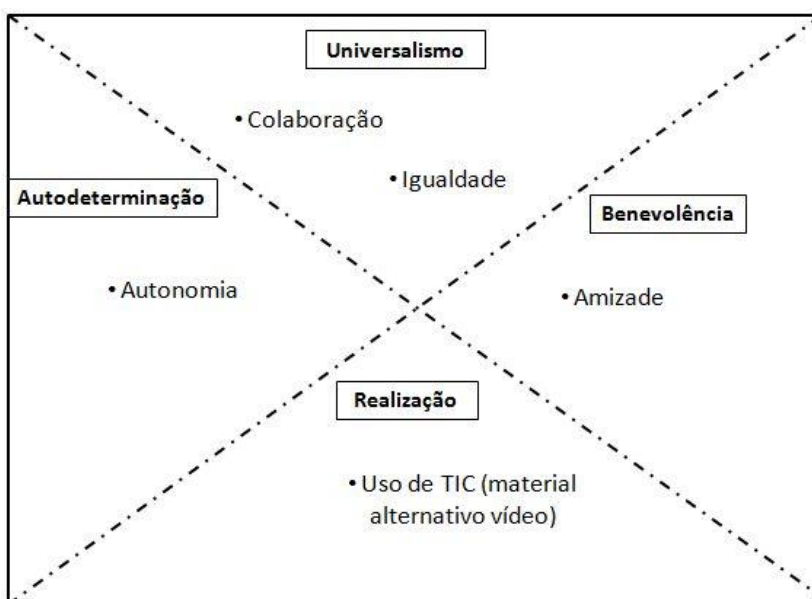 Universalismo
• Colaboração
• Igualdade
Autodeterminação
Benevolência
• Autonomia
• Amizade
Realização
• Uso de TIC (material
alternativo vídeo)